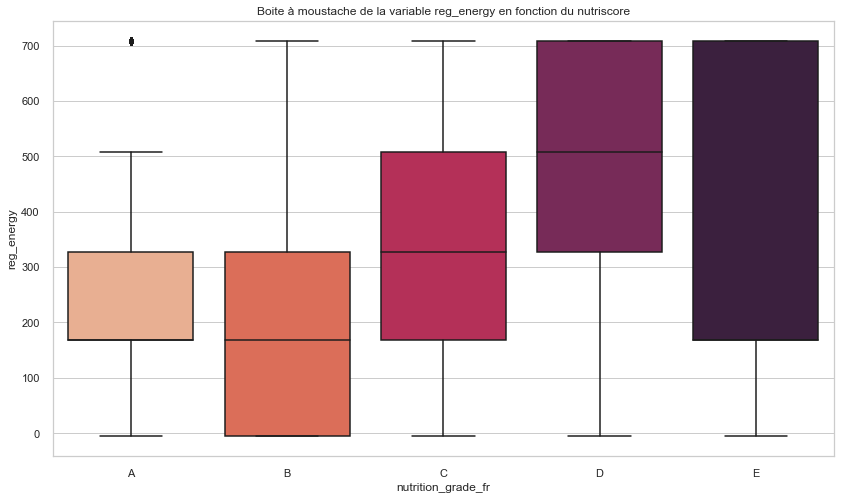 Boite à moustache de la variable reg_energy en fonction du nutriscore
700
600
500
400
300
200
100
0
reg_energy
A B C D E
nutrition_grade_fr